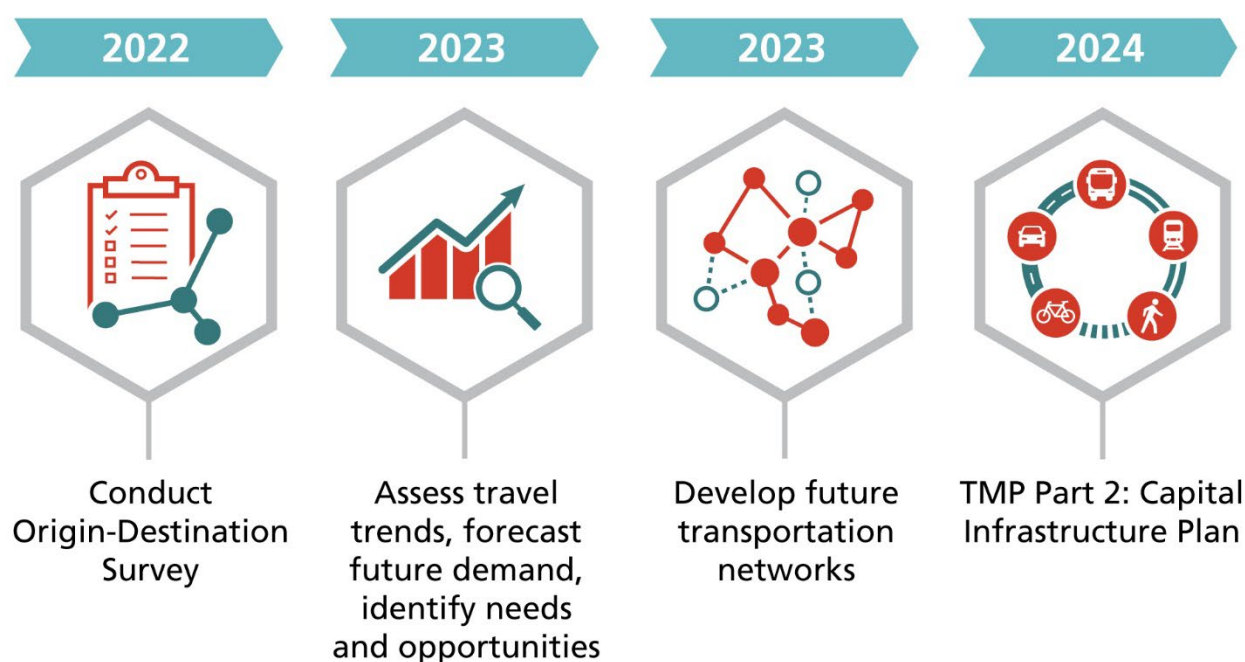 2022
2023
2023
2024
Conduct
Origin-Destination
Survey
Assess travel
trends, forecast
future demand,
identify needs
and opportunities
Develop future
transportation
networks
TMP Part 2: Capital
Infrastructure Plan